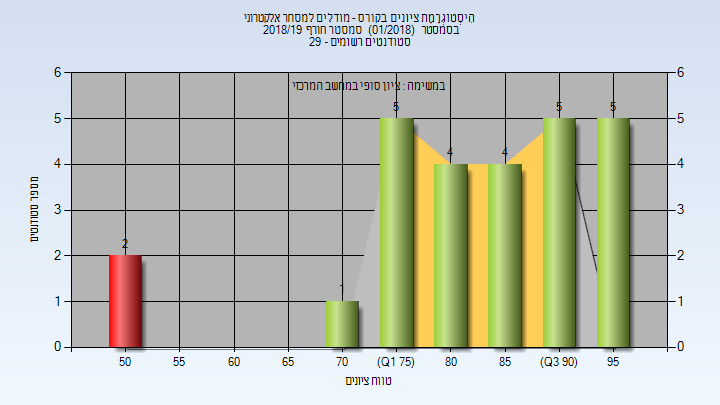 היסטוגרמת ציונים בקורס - מודלים למסחר אלקטרוני
בסמסטר (01/2018) סמסטר חורף 2018/19
סטודנטים רשומים - 29
במשימה : ציון סופי במחשב המרכזי
מספר סטודנטים
6 6
5 5
4 4
3 3
2 2
1 1
0 0
2 1 5 4 4 5 5
50 55 60 65 70 (Q1 75) 80 85 (Q3 90) 95
טווח ציונים